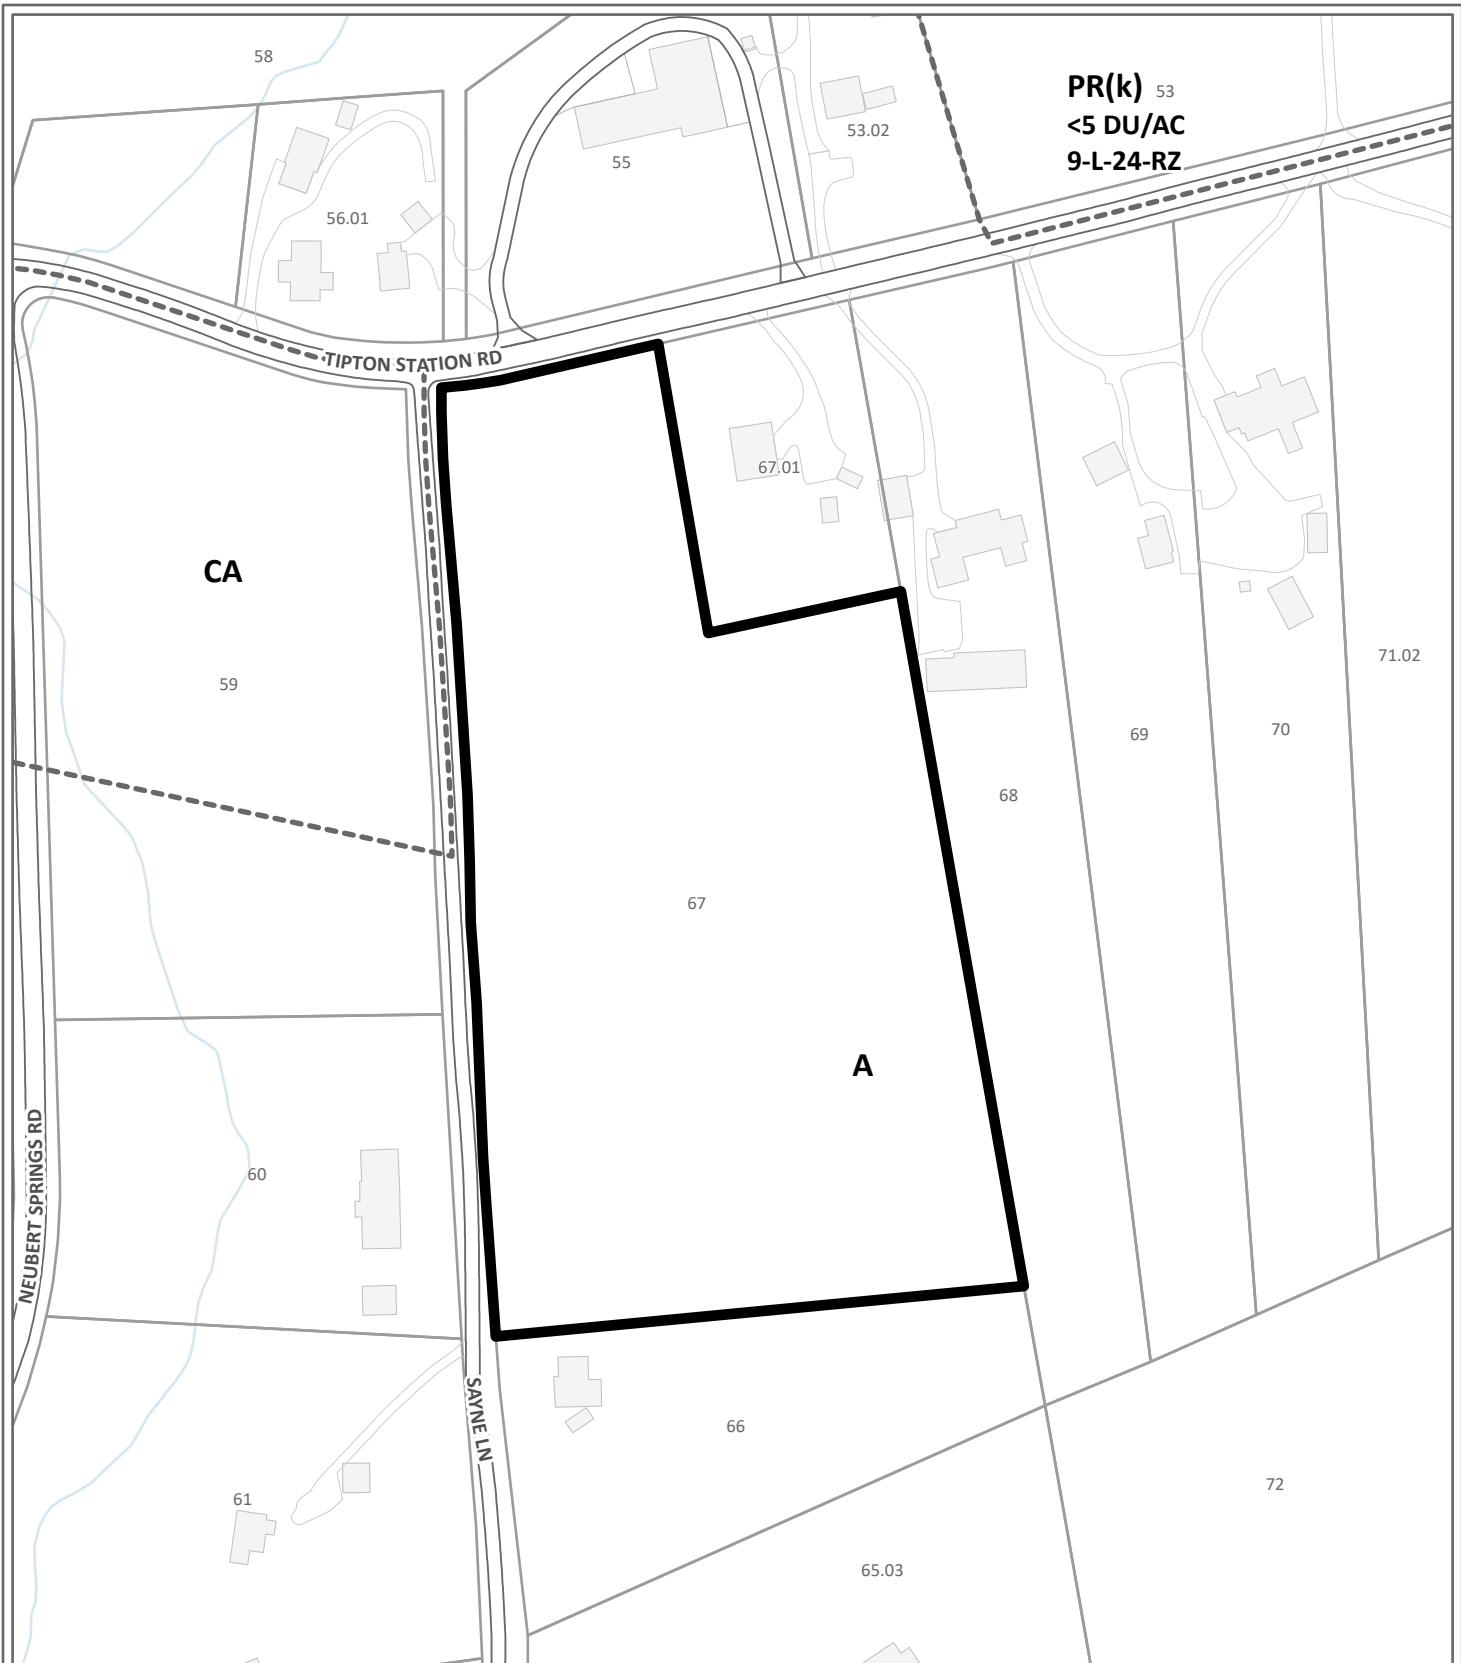 58
PR(k) 53
<5 DU/AC
9-L-24-RZ
53.02
55
56.01
TIPTON STATION RD
67.01
CA
59
71.02
70
69
68
67
A
NEUBERT SPRINGS RD
60
SAYNE LN
66
72
61
65.03